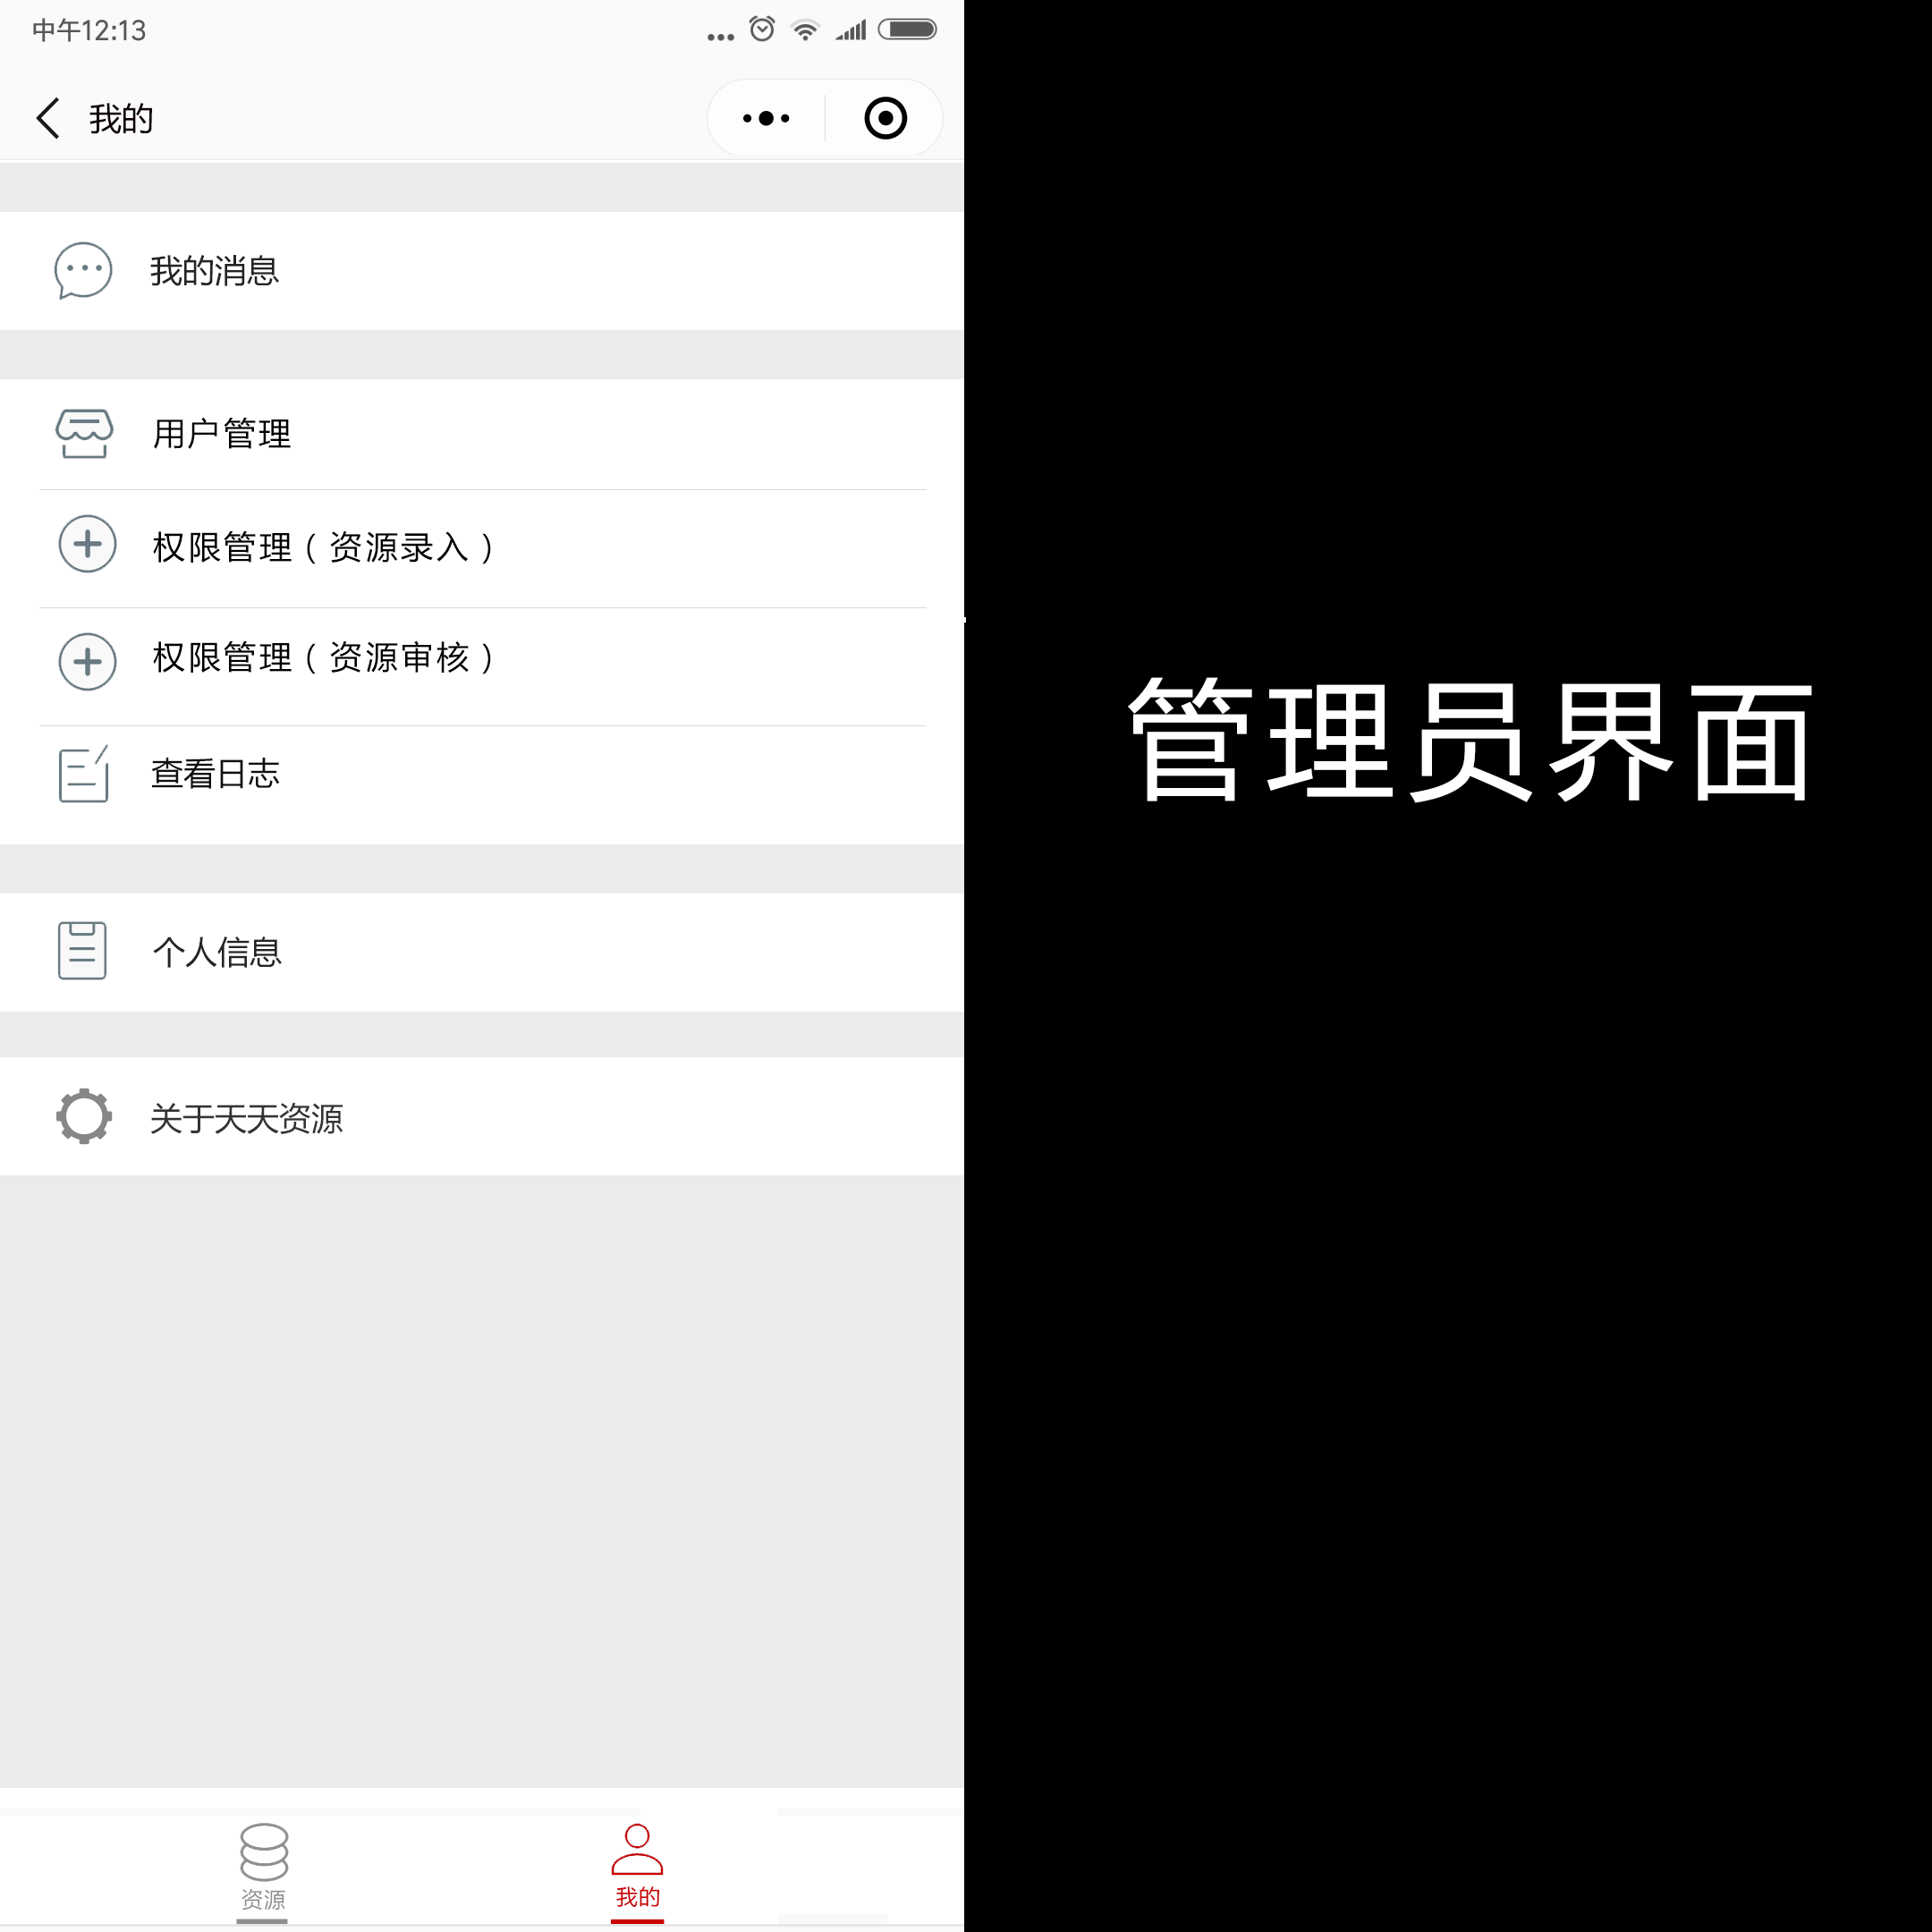 中午12:13
我的
我的消息
用户管理
权限管理（资源录入）
权限管理（资源审核）
查看日志
个人信息
关于天天资源
资源
我的
管理员界面